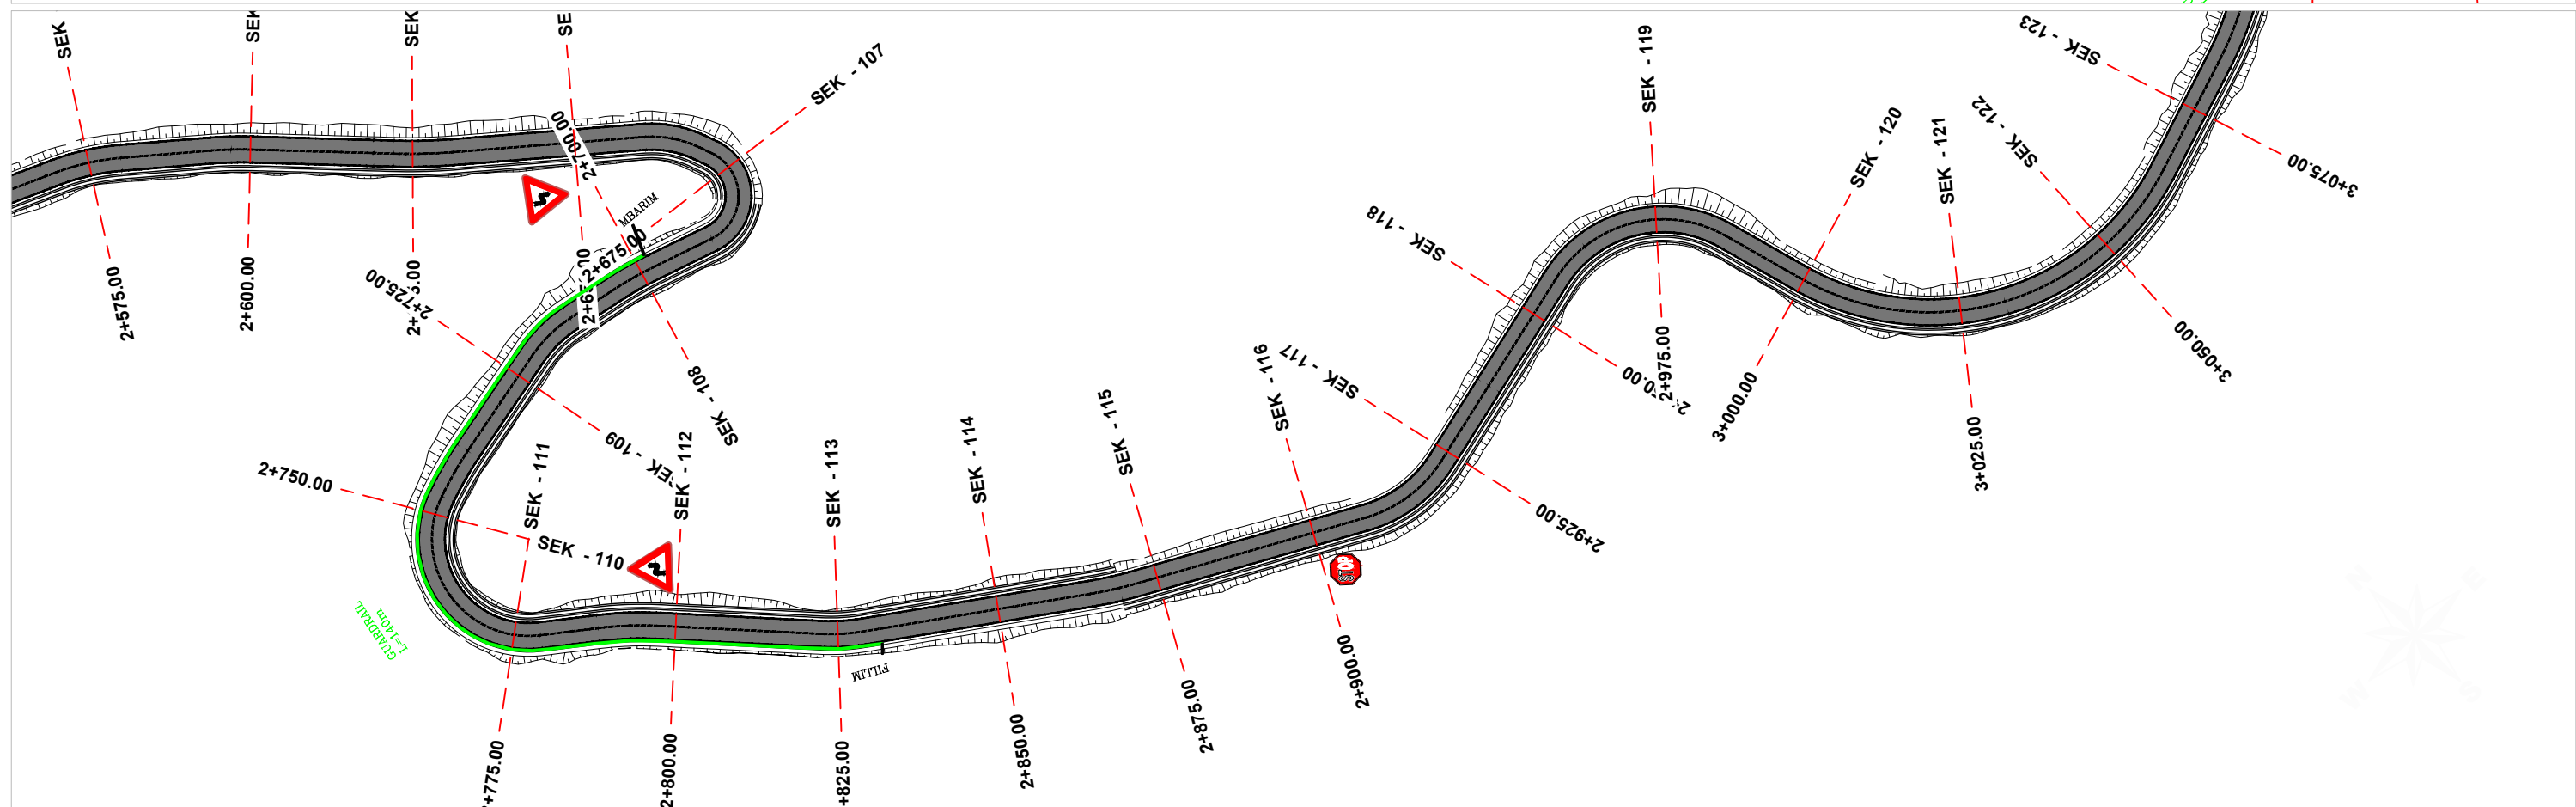 SEK
SEK
SEK
SE
SEK - 107
SEK - 119
SEK - 123
SEK - 120
SEK - 121
SEK - 122
2+700.00
MBARIM
2+675.00
3+075.00
2+575.00
2+600.00
2+725.00
SEK - 118
SEK - 108
SEK - 117
SEK - 116
2+975.00
3+000.00
3+050.00
3+025.00
SEK - 109
SEK - 111
SEK - 112
SEK - 113
SEK - 114
SEK - 115
2+750.00
SEK - 110
2+925.00
STOP
GUARDRAIL
L=140m
FILLIM
2+900.00
2+875.00
2+850.00
+775.00
2+800.00
+825.00
N
E
W
S